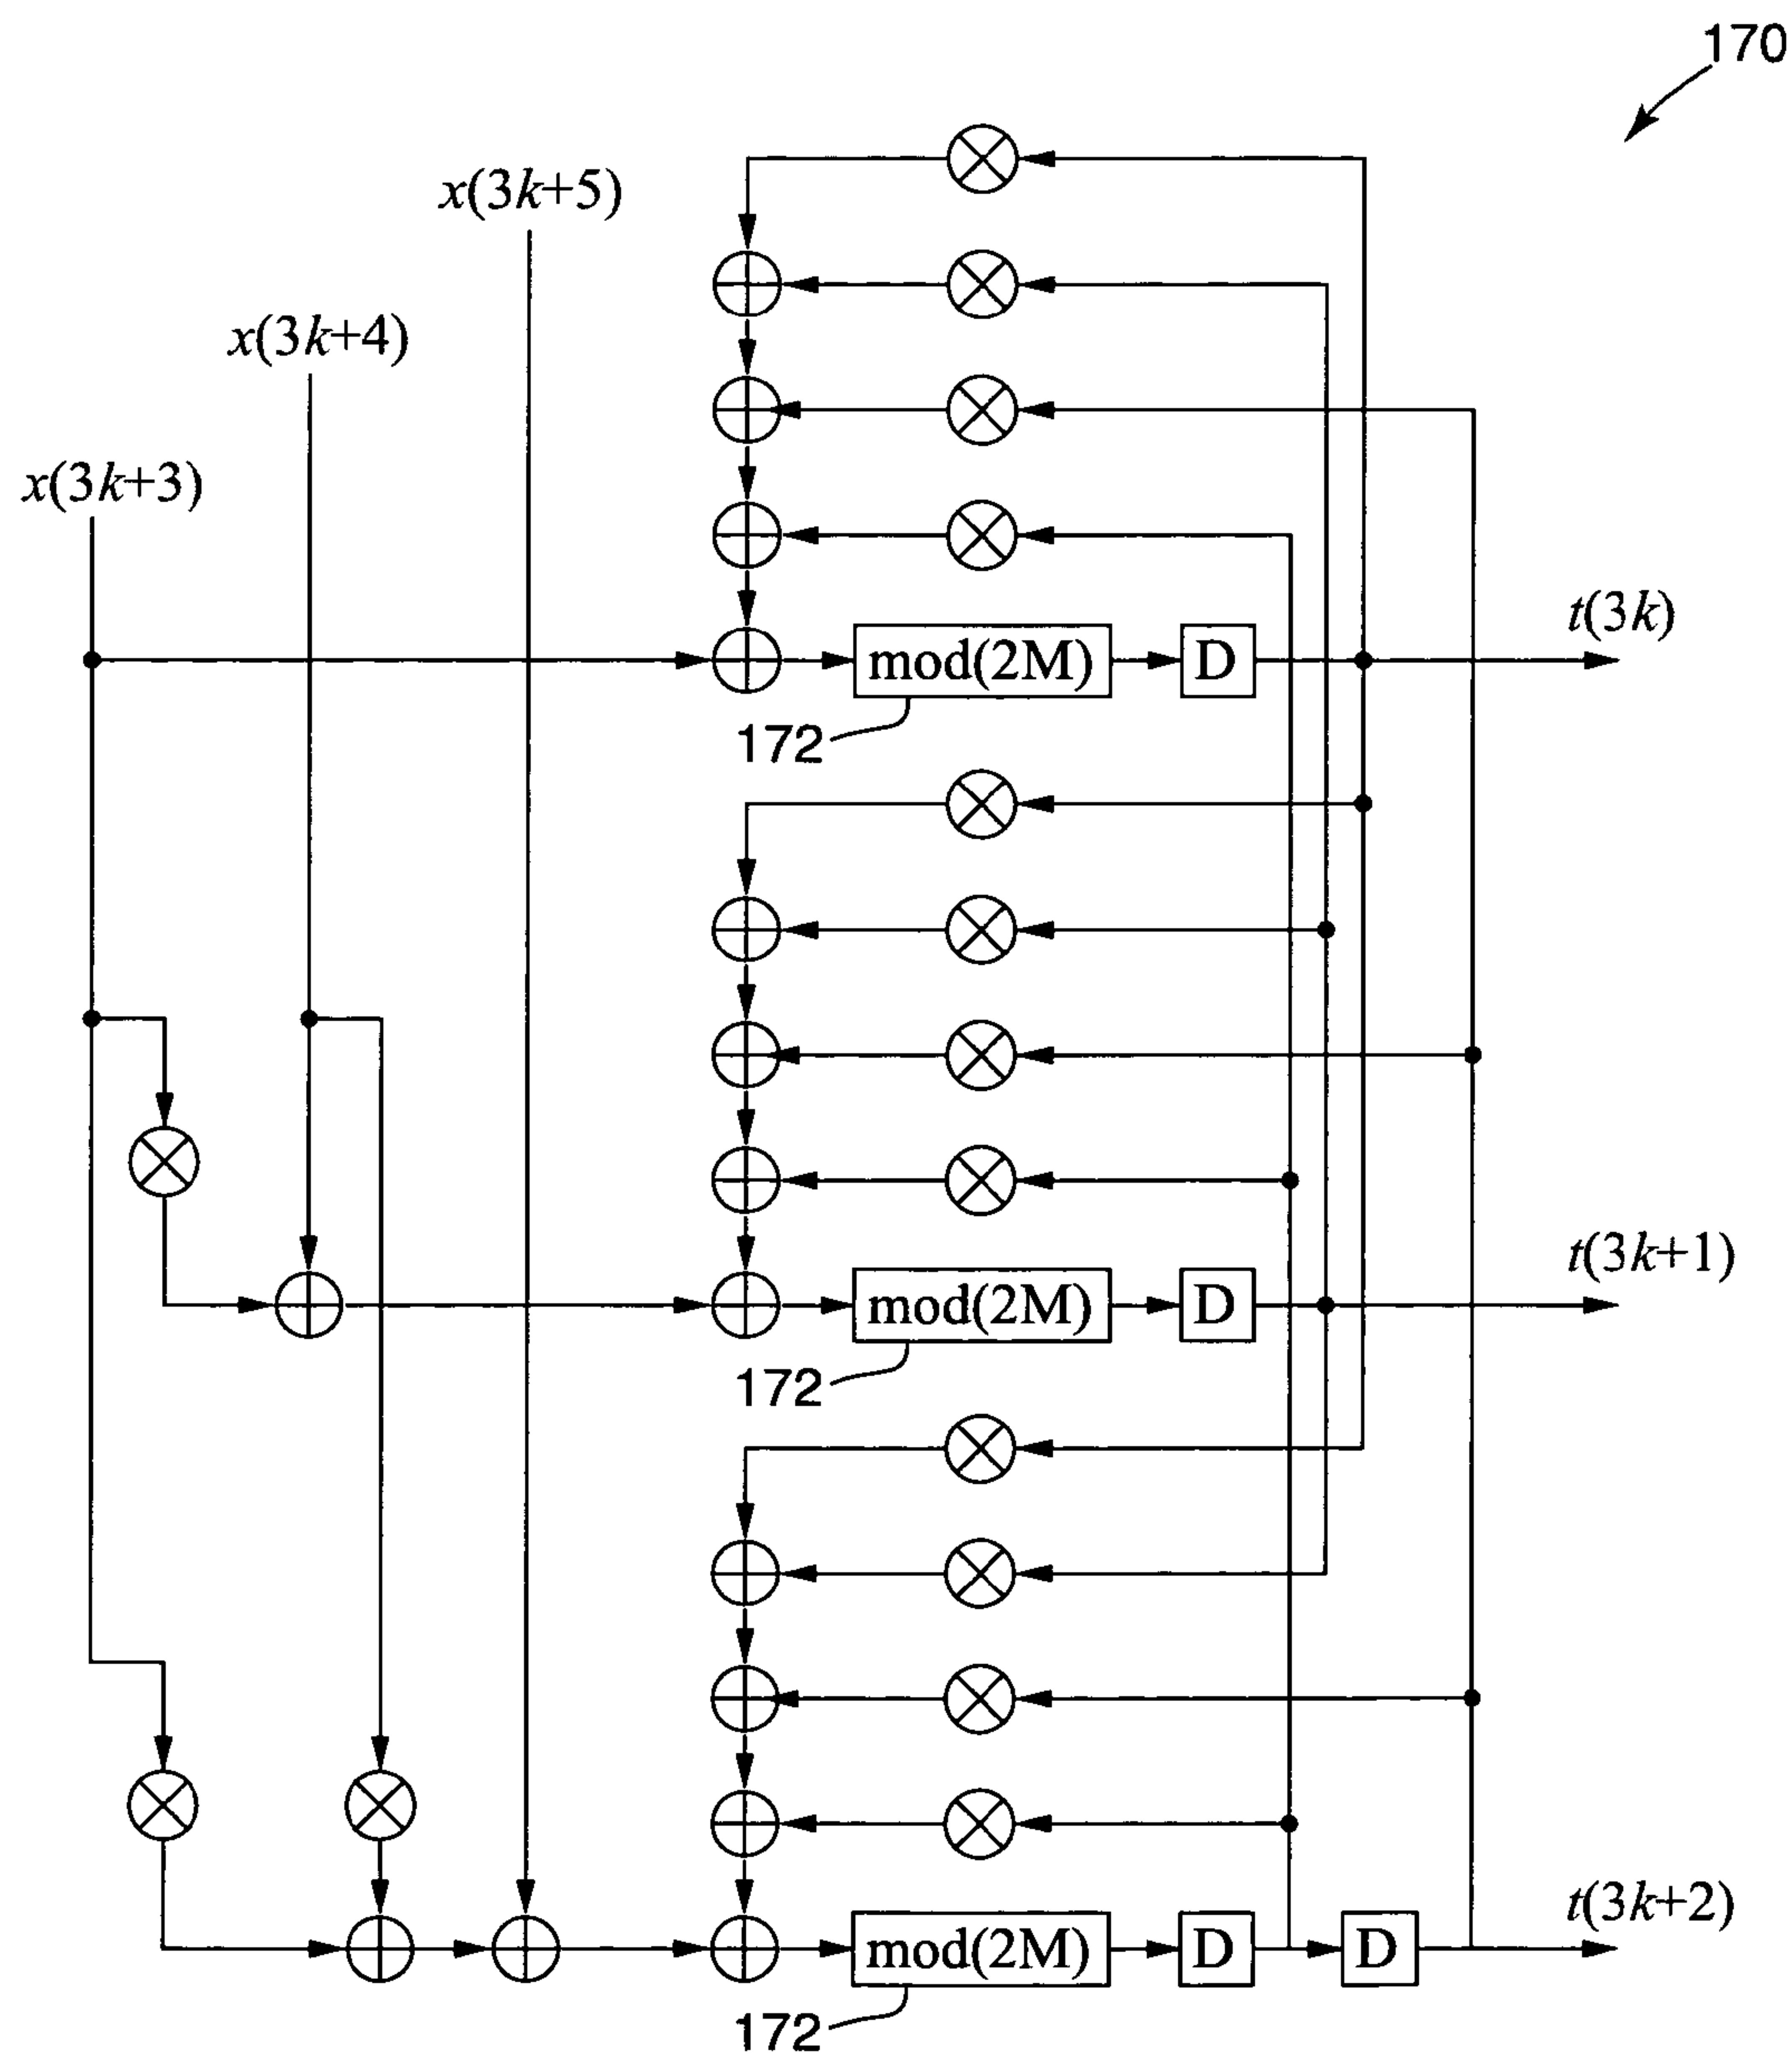 170
x(3k+5)
x(3k+4)
x(3k+3)
t(3k)
mod(2M)
D
172
t(3k+1)
mod(2M)
D
172
t(3k+2)
mod(2M)
D
D
172